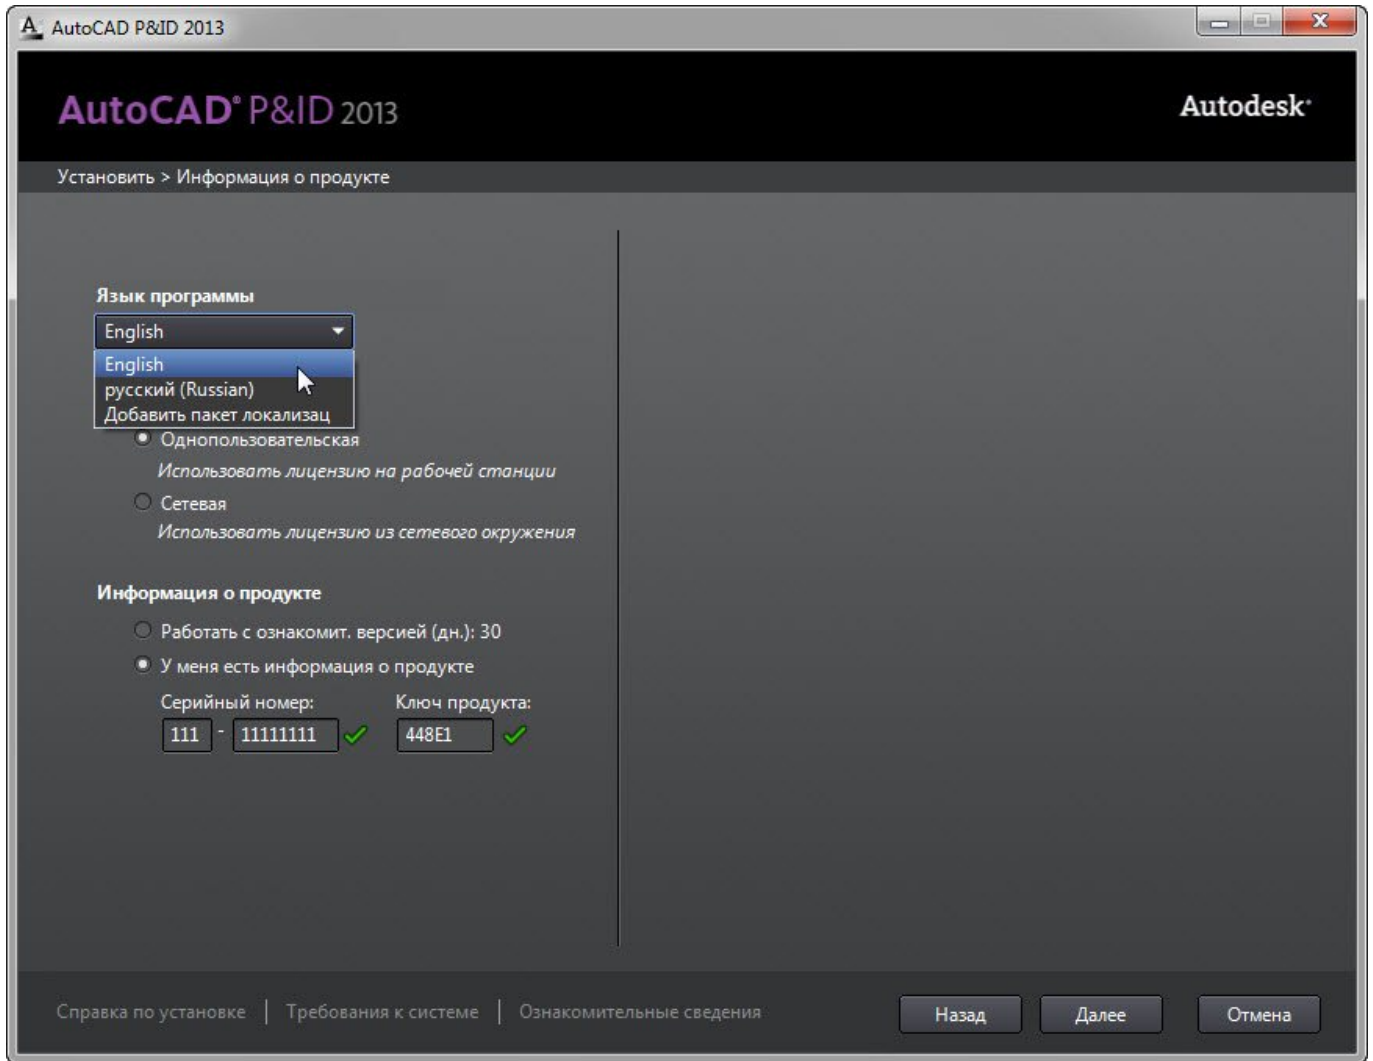 AutoCAD P&ID 2013
AutoCAD® P&ID 2013
Autodesk®
Установить > Информация о продукте
Язык программы
English
English
русский (Russian)
Добавить пакет локализац
Однопользовательская
Использовать лицензию на рабочей станции
Сетевая
Использовать лицензию из сетевого окружения
Информация о продукте
Работать с ознакомит. версией (дн.): 30
У меня есть информация о продукте
Серийный номер: Ключ продукта:
111 - 11111111 448E1
Справка по установке | Требования к системе | Ознакомительные сведения
Назад Далее Отмена